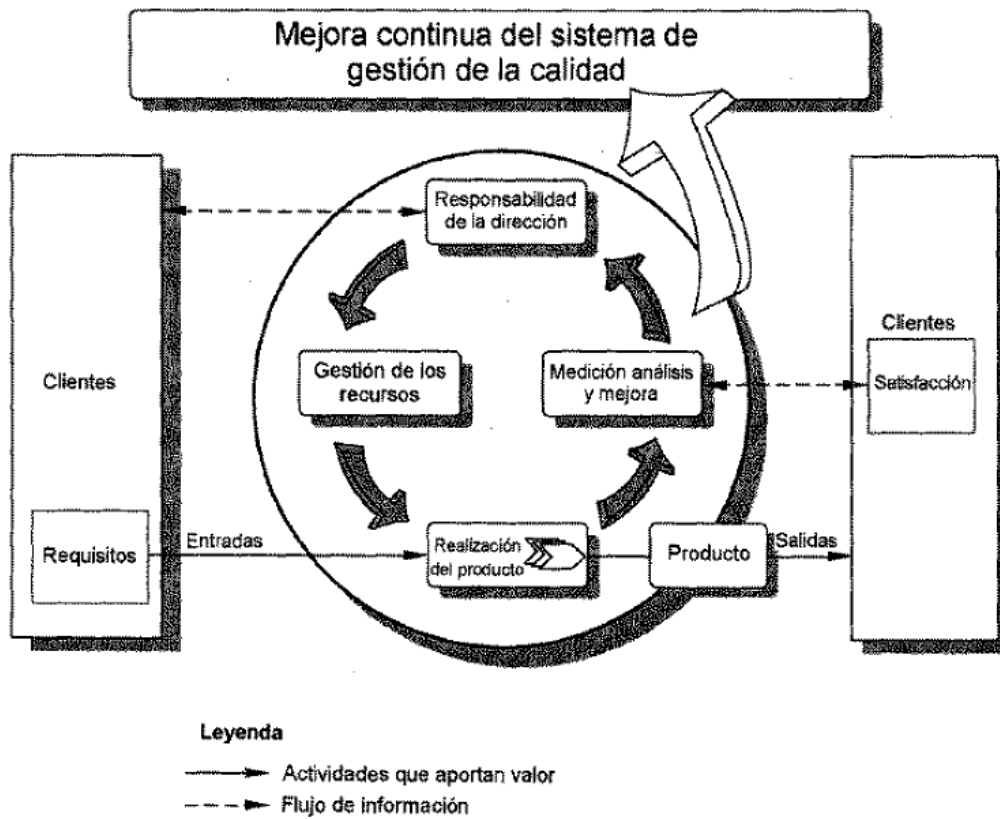 Mejora continua del sistema de
gestión de la calidad
Responsabilidad
de la dirección
Clientes
Gestión de los
recursos
Medición análisis
y mejora
Clientes
Satisfacción
Requisitos
Entradas
Realización
del producto
Producto
Salidas
Leyenda
Actividades que aportan valor
Flujo de información